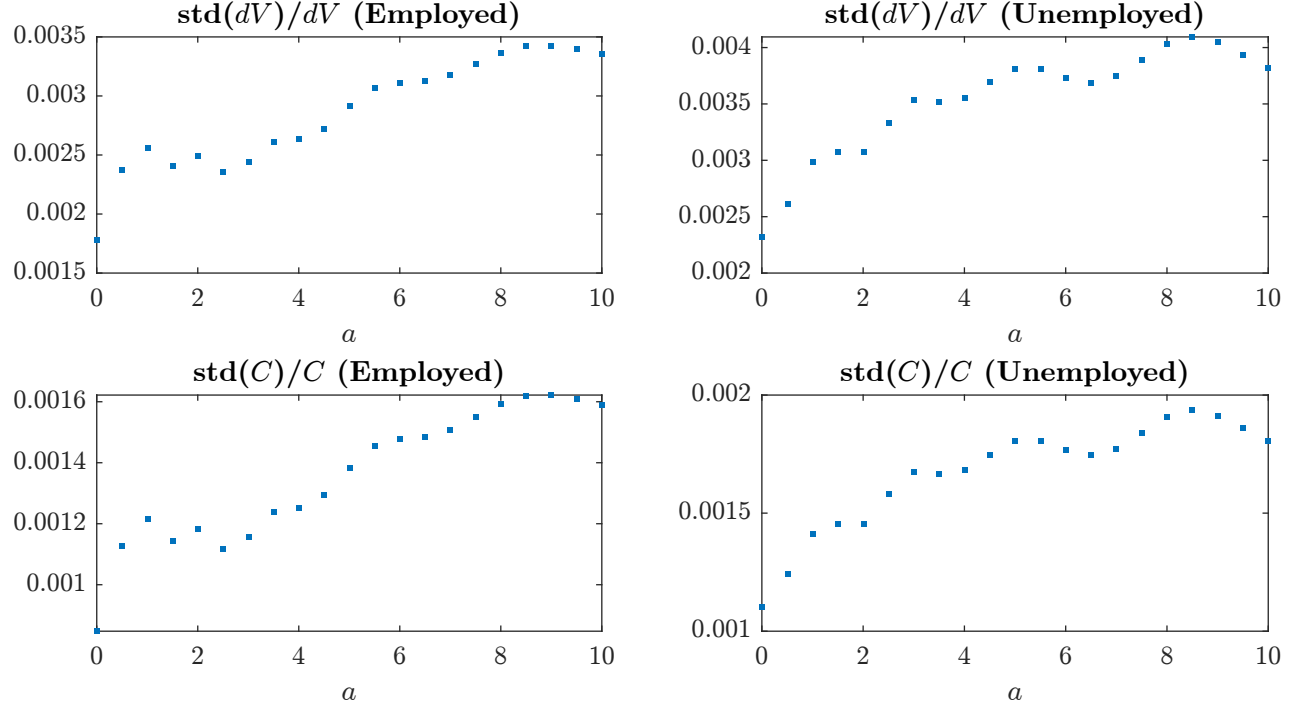 std(dV)/dV (Employed)
0.0035
0.003
0.0025
0.002
0.0015
0 2 4 6 8 10
a
std(dV)/dV (Unemployed)
0.004
0.0035
0.003
0.0025
0.002
0 2 4 6 8 10
a
std(C)/C (Employed)
0.0016
0.0014
0.0012
0.001
0 2 4 6 8 10
a
std(C)/C (Unemployed)
0.002
0.0015
0.001
0 2 4 6 8 10
a